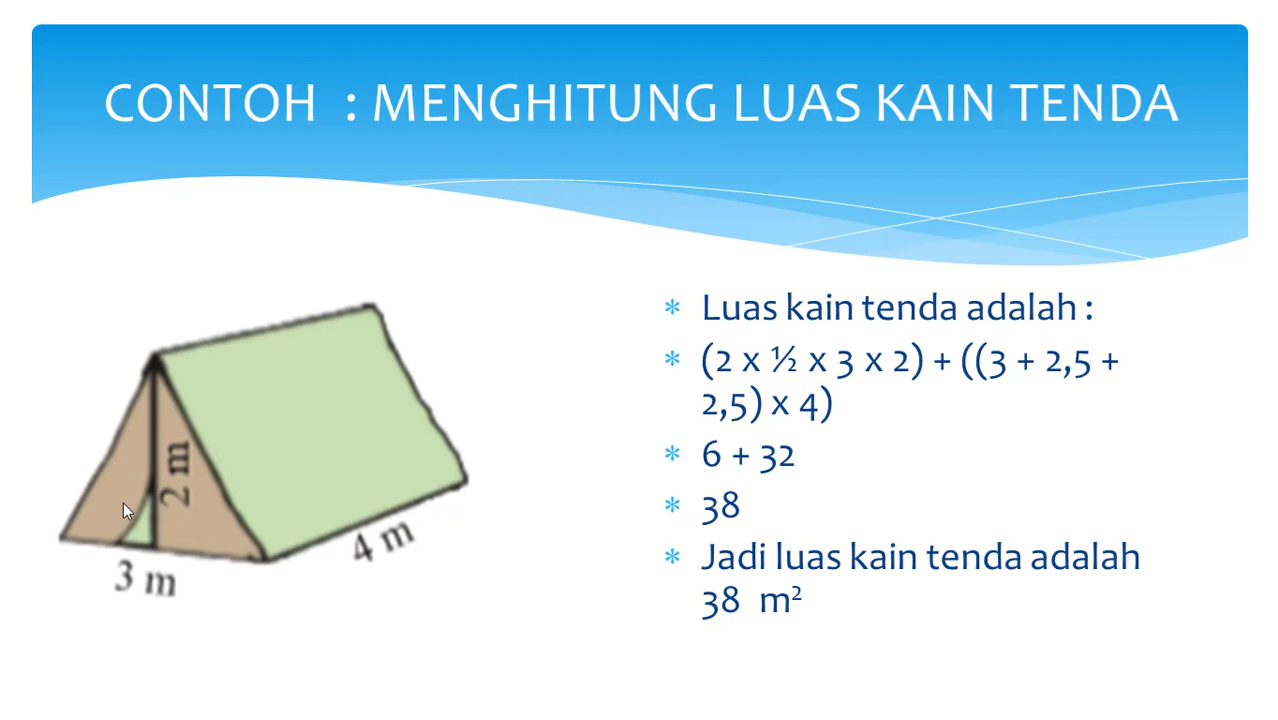 CONTOH : MENGHITUNG LUAS KAIN TENDA
2 m
4 m
3 m
* Luas kain tenda adalah :
* (2 x ½ x 3 x 2) + ((3 + 2,5 +
2,5) x 4)
* 6 + 32
* 38
* Jadi luas kain tenda adalah
38 m²